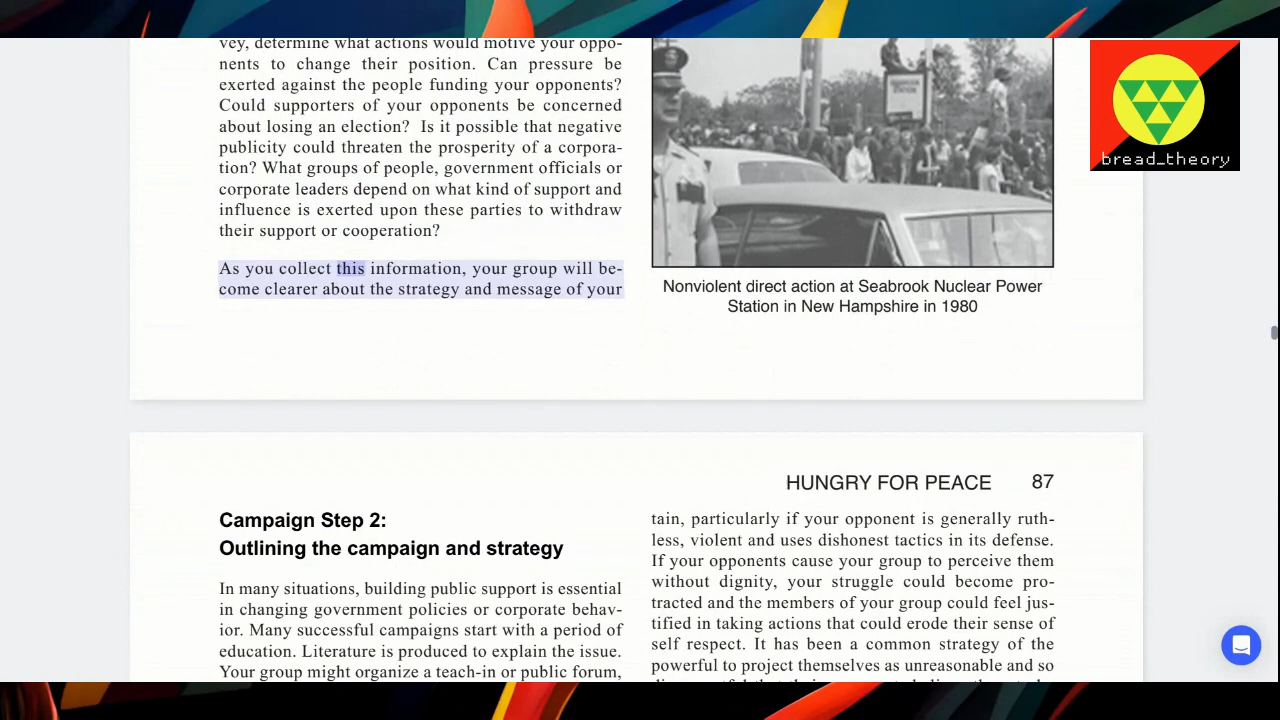 vey, determine what actions would motive your oppo-
nents to change their position. Can pressure be
exerted against the people funding your opponents?
Could supporters of your opponents be concerned
about losing an election? Is it possible that negative
publicity could threaten the prosperity of a corpora-
tion? What groups of people, government officials or
corporate leaders depend on what kind of support and
influence is exerted upon these parties to withdraw
their support or cooperation?
As you collect this information, your group will be-
come clearer about the strategy and message of your
Nonviolent direct action at Seabrook Nuclear Power
Station in New Hampshire in 1980
bread_theory
HUNGRY FOR PEACE 87
Campaign Step 2:
Outlining the campaign and strategy
In many situations, building public support is essential
in changing government policies or corporate behav-
ior. Many successful campaigns start with a period of
education. Literature is produced to explain the issue.
Your group might organize a teach-in or public forum,
tain, particularly if your opponent is generally ruth-
less, violent and uses dishonest tactics in its defense.
If your opponents cause your group to perceive them
without dignity, your struggle could become pro-
tracted and the members of your group could feel jus-
tified in taking actions that could erode their sense of
self respect. It has been a common strategy of the
powerful to project themselves as unreasonable and so